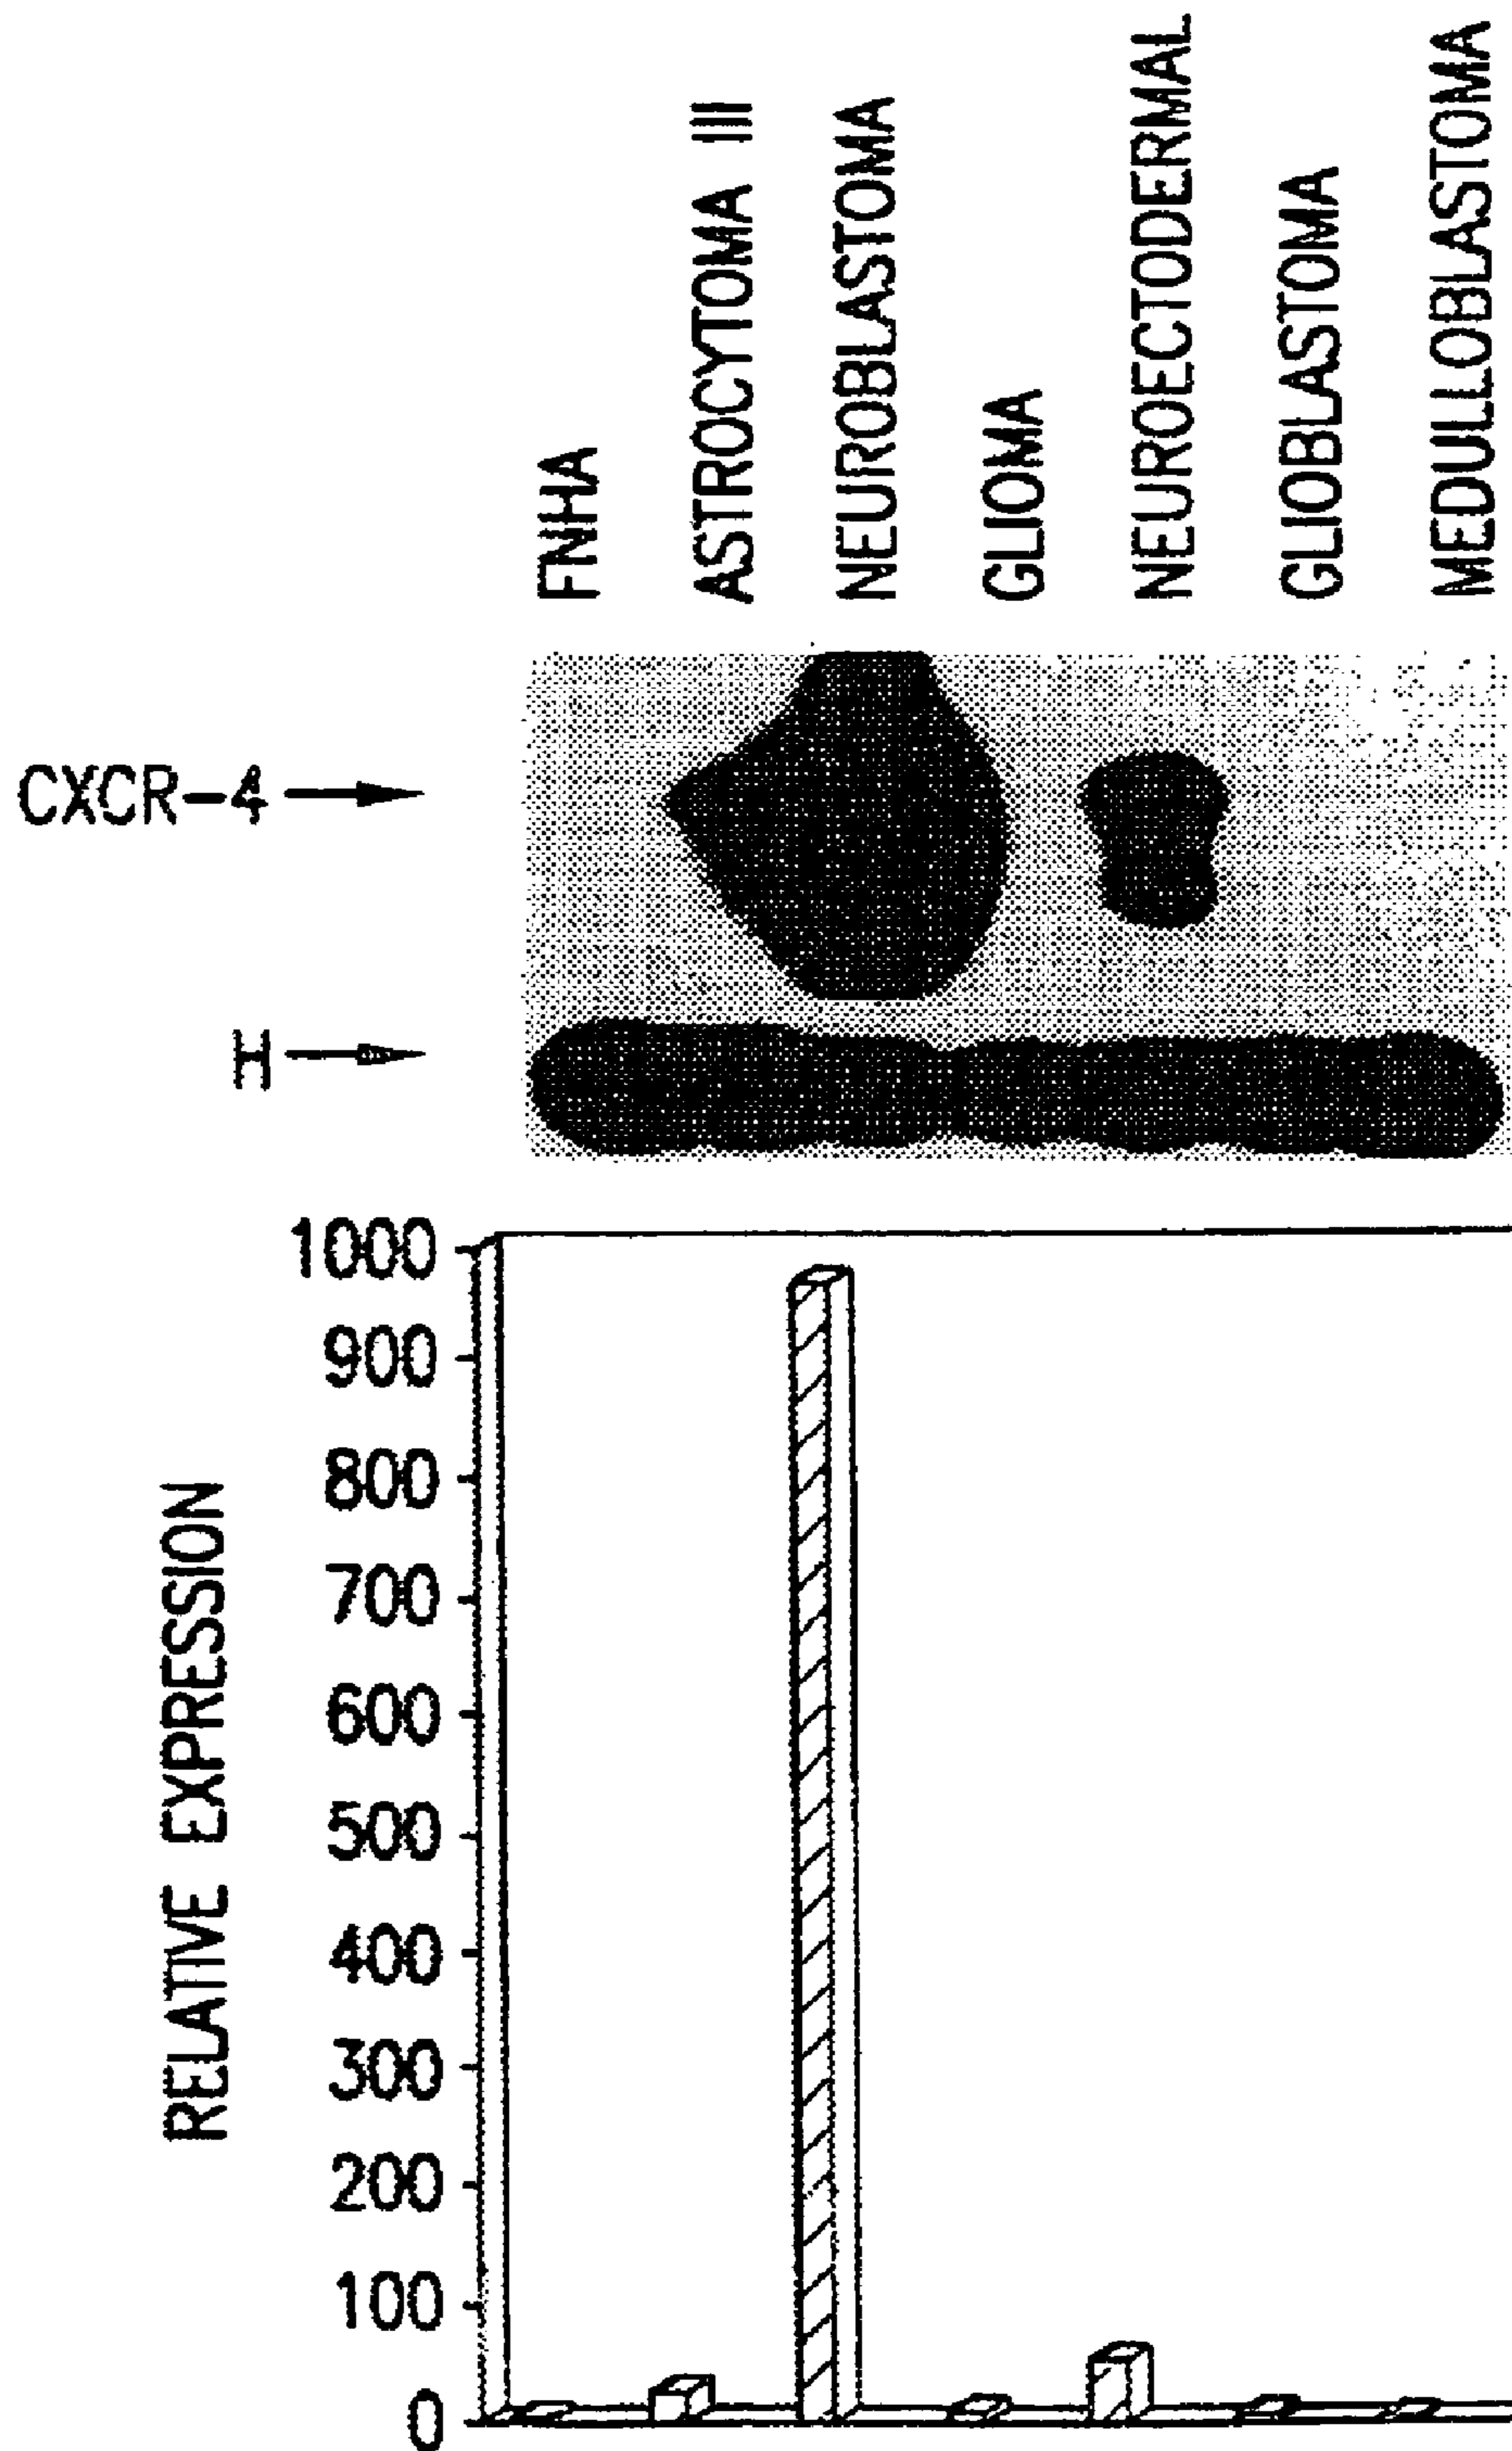 FNHA
ASTROCYTOMA III
NEUROBLASTOMA
GLIOMA
NEUROECTODERMAL
GLIOBLASTOMA
MEDULLOBLASTOMA
CXCR-4
H
RELATIVE EXPRESSION
1000
900
800
700
600
500
400
300
200
100
0